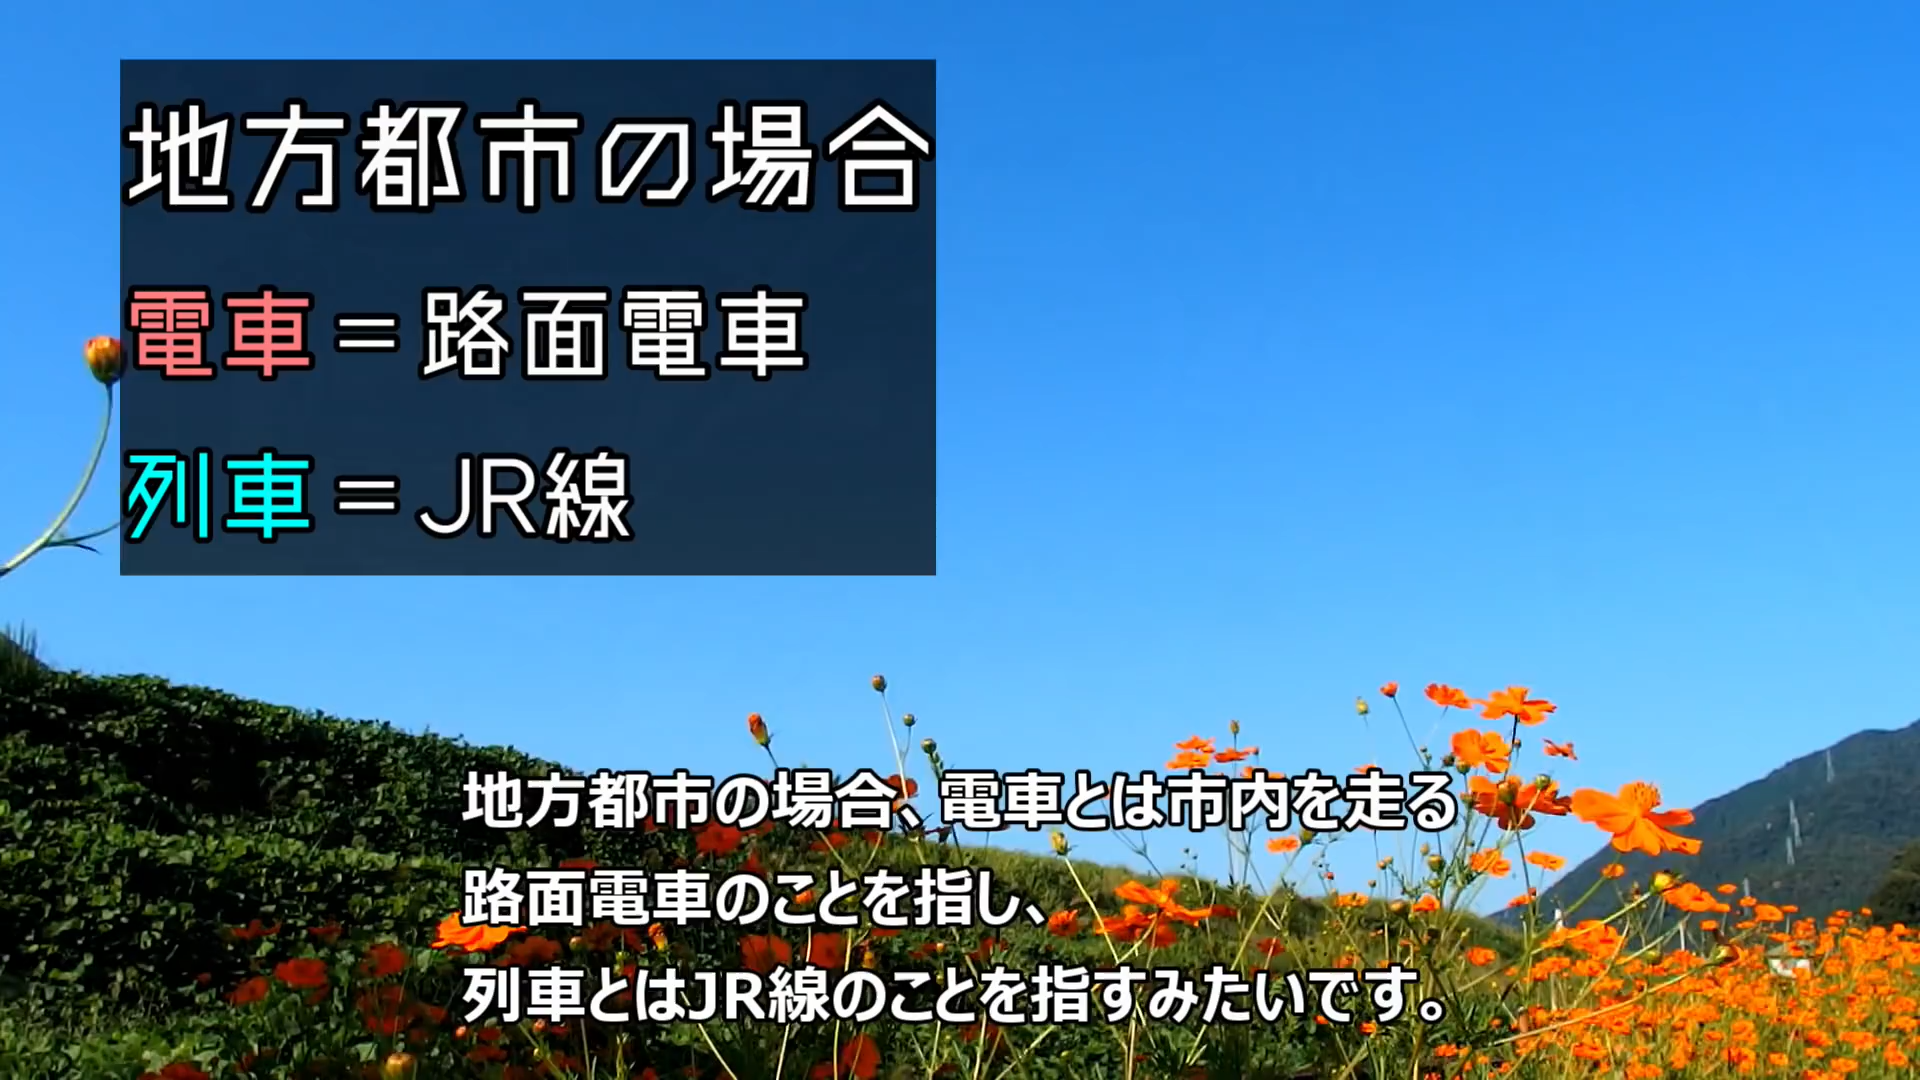 地方都市の場合
電車＝路面電車
列車＝JR線
地方都市の場合、電車とは市内を走る
路面電車のことを指し、
列車とはJR線のことを指すみたいです。